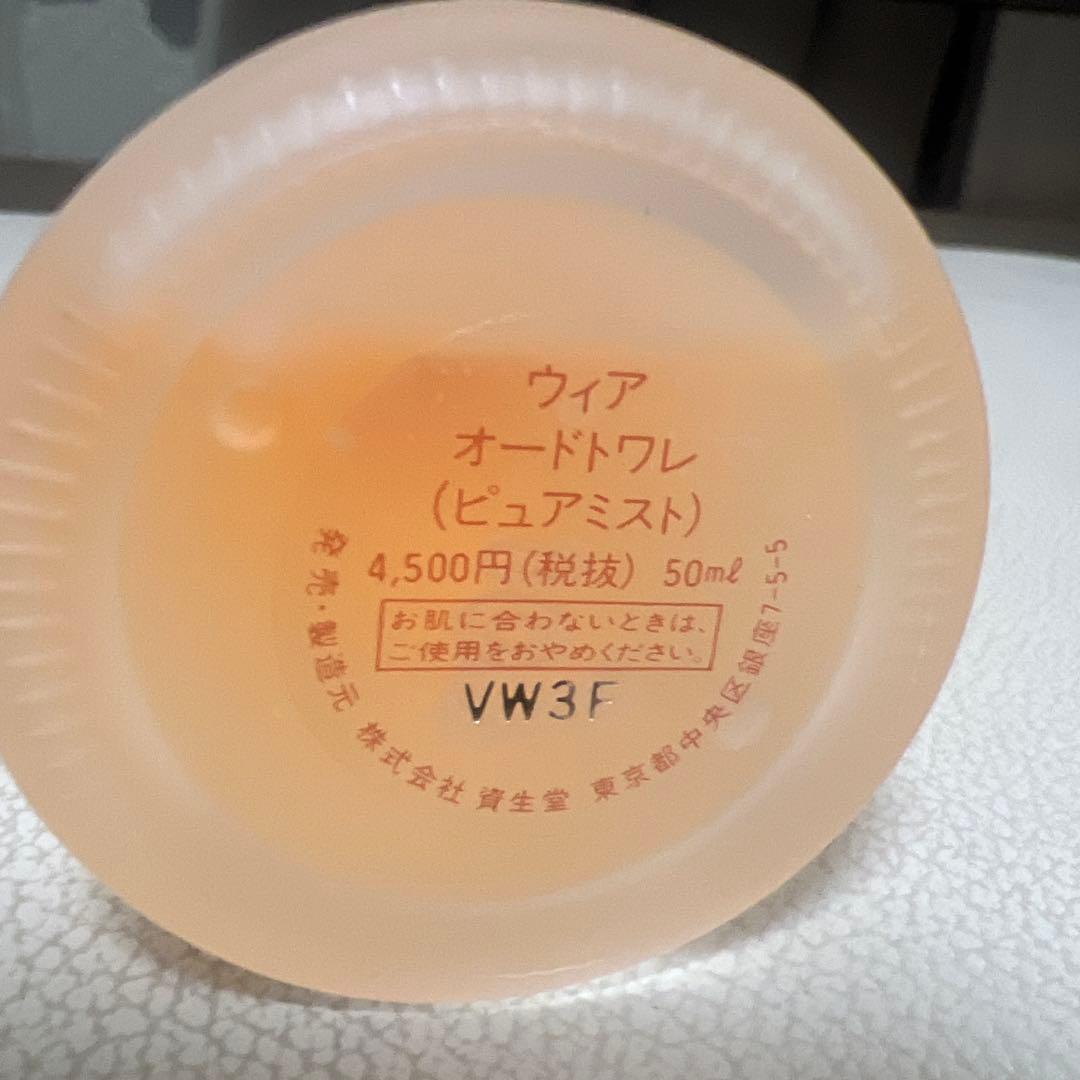 ウィア
オードトワレ
(ピュアミスト)
4,500円(税抜) 50ml
お肌に合わないときは、
ご使用をおやめください。
VW3F
発売・製造元 株式会社 資生堂 東京都中央区銀座7-5-5